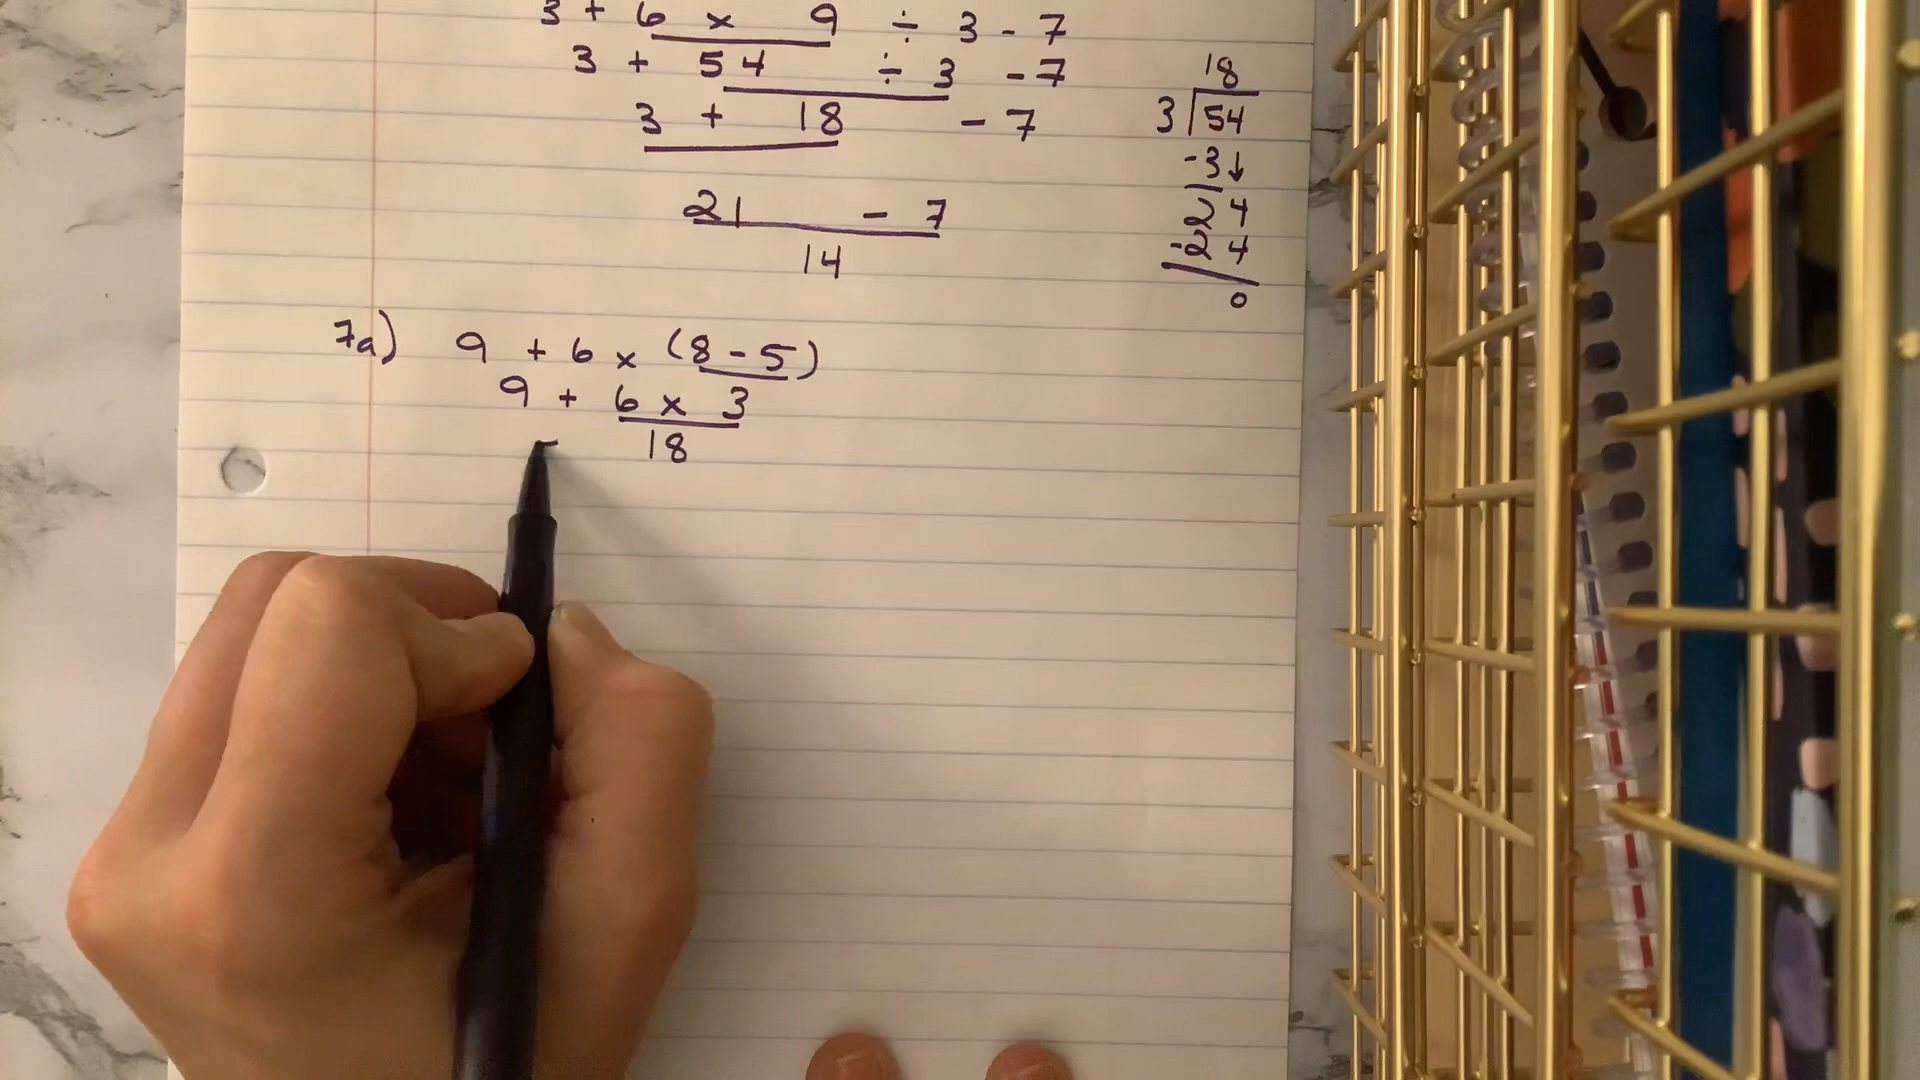 3 + 6 × 9 ÷ 3 - 7
3 + 54 ÷ 3 - 7
3 + 18 - 7
21 - 7
14
18
3 54
-3↓
24
-24
0
7a) 9 + 6 × (8 - 5)
9 + 6 × 3
18